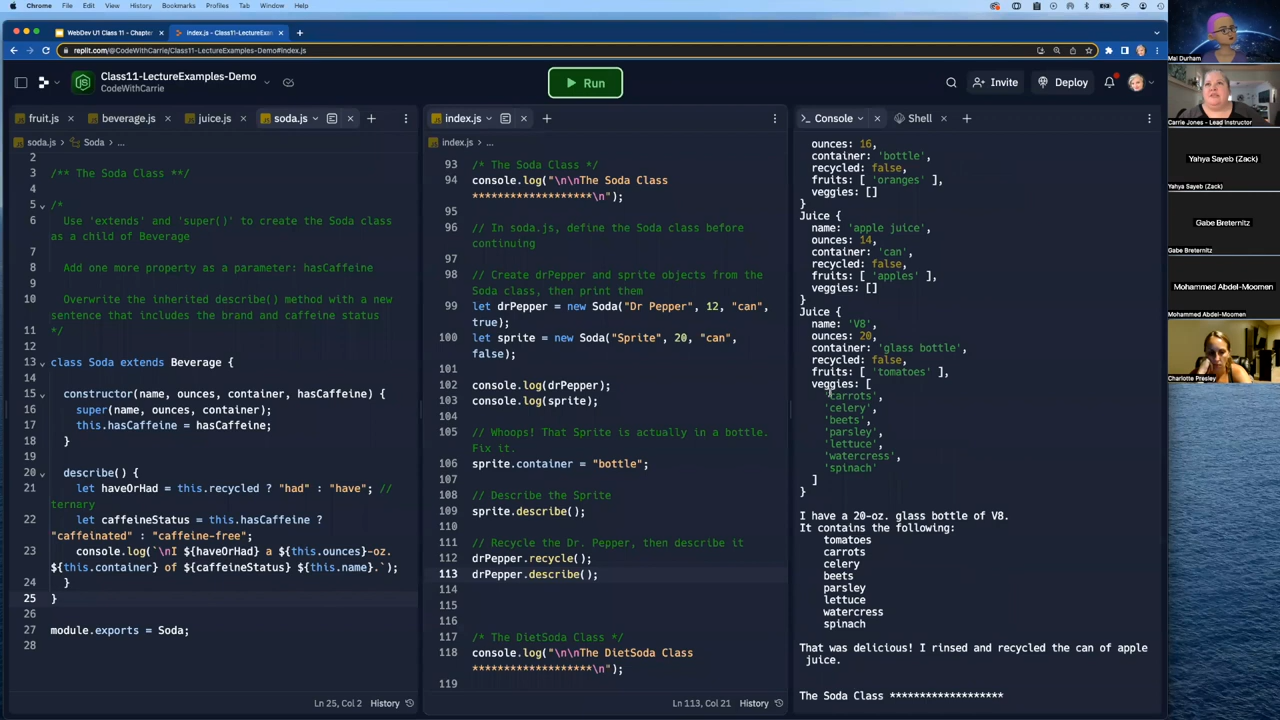 Chrome File Edit View History Bookmarks Profiles Tab Window Help
WebDev U1 Class 11 - Chapter
index.js - Class11-LectureExam
replit.com/@CodeWithCarrie/Class11-LectureExamples-Demo#index.js
Class11-LectureExamples-Demo
CodeWithCarrie
Run
Invite
Deploy
fruit.js
beverage.js
juice.js
soda.js
soda.js > Soda > ...
2
3 /** The Soda Class **/
4
5 /*
6 Use 'extends' and 'super()' to create the Soda class
as a child of Beverage
7
8 Add one more property as a parameter: hasCaffeine
9
10 Overwrite the inherited describe() method with a new
sentence that includes the brand and caffeine status
11 */
12
13 class Soda extends Beverage {
14
15 constructor(name, ounces, container, hasCaffeine) {
16 super(name, ounces, container);
17 this.hasCaffeine = hasCaffeine;
18 }
19
20 describe() {
21 let haveOrHad = this.recycled ? "had" : "have"; //
ternary
22 let caffeineStatus = this.hasCaffeine ?
"caffeinated" : "caffeine-free";
23 console.log(`\nI ${haveOrHad} a ${this.ounces}-oz.
${this.container} of ${caffeineStatus} ${this.name}.`);
24 }
25 }
26
27 module.exports = Soda;
28
Ln 25, Col 2 History
index.js
index.js > ...
93 /* The Soda Class */
94 console.log("\n\nThe Soda Class
*******************\n");
95
96 // In soda.js, define the Soda class before
continuing
97
98 // Create drPepper and sprite objects from the
Soda class, then print them
99 let drPepper = new Soda("Dr Pepper", 12, "can",
true);
100 let sprite = new Soda("Sprite", 20, "can",
false);
101
102 console.log(drPepper);
103 console.log(sprite);
104
105 // Whoops! That Sprite is actually in a bottle.
Fix it.
106 sprite.container = "bottle";
107
108 // Describe the Sprite
109 sprite.describe();
110
111 // Recycle the Dr. Pepper, then describe it
112 drPepper.recycle();
113 drPepper.describe();
114
115
116
117 /* The DietSoda Class */
118 console.log("\n\nThe DietSoda Class
*******************\n");
119
Ln 113, Col 21 History
Console
Shell
ounces: 16,
container: 'bottle',
recycled: false,
fruits: [ 'oranges' ],
veggies: []
}
Juice {
name: 'apple juice',
ounces: 14,
container: 'can',
recycled: false,
fruits: [ 'apples' ],
veggies: []
}
Juice {
name: 'V8',
ounces: 20,
container: 'glass bottle',
recycled: false,
fruits: [ 'tomatoes' ],
veggies: [
'carrots',
'celery',
'beets',
'parsley',
'lettuce',
'watercress',
'spinach'
]
}
I have a 20-oz. glass bottle of V8.
It contains the following:
tomatoes
carrots
celery
beets
parsley
lettuce
watercress
spinach
That was delicious! I rinsed and recycled the can of apple
juice.
The Soda Class *******************
Mal Durham
Carrie Jones - Lead Instructor
Yahya Sayeb (Zack)
Yahya Sayeb (Zack)
Gabe Breternitz
Gabe Breternitz
Mohammed Abdel-Moomen
Mohammed Abdel-Moomen
Charlotte Presley